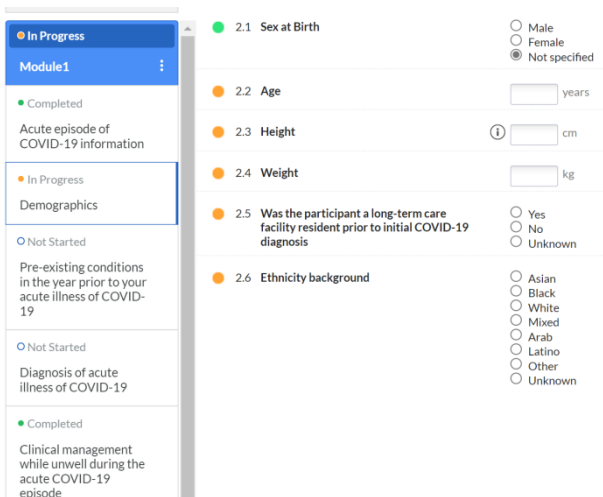 In Progress
Module1
Completed
Acute episode of
COVID-19 information
In Progress
Demographics
Not Started
Pre-existing conditions
in the year prior to your
acute illness of COVID-
19
Not Started
Diagnosis of acute
illness of COVID-19
Completed
Clinical management
while unwell during the
acute COVID-19
episode
2.1 Sex at Birth
Male
Female
Not specified
2.2 Age
years
2.3 Height
cm
2.4 Weight
kg
2.5 Was the participant a long-term care
facility resident prior to initial COVID-19
diagnosis
Yes
No
Unknown
2.6 Ethnicity background
Asian
Black
White
Mixed
Arab
Latino
Other
Unknown